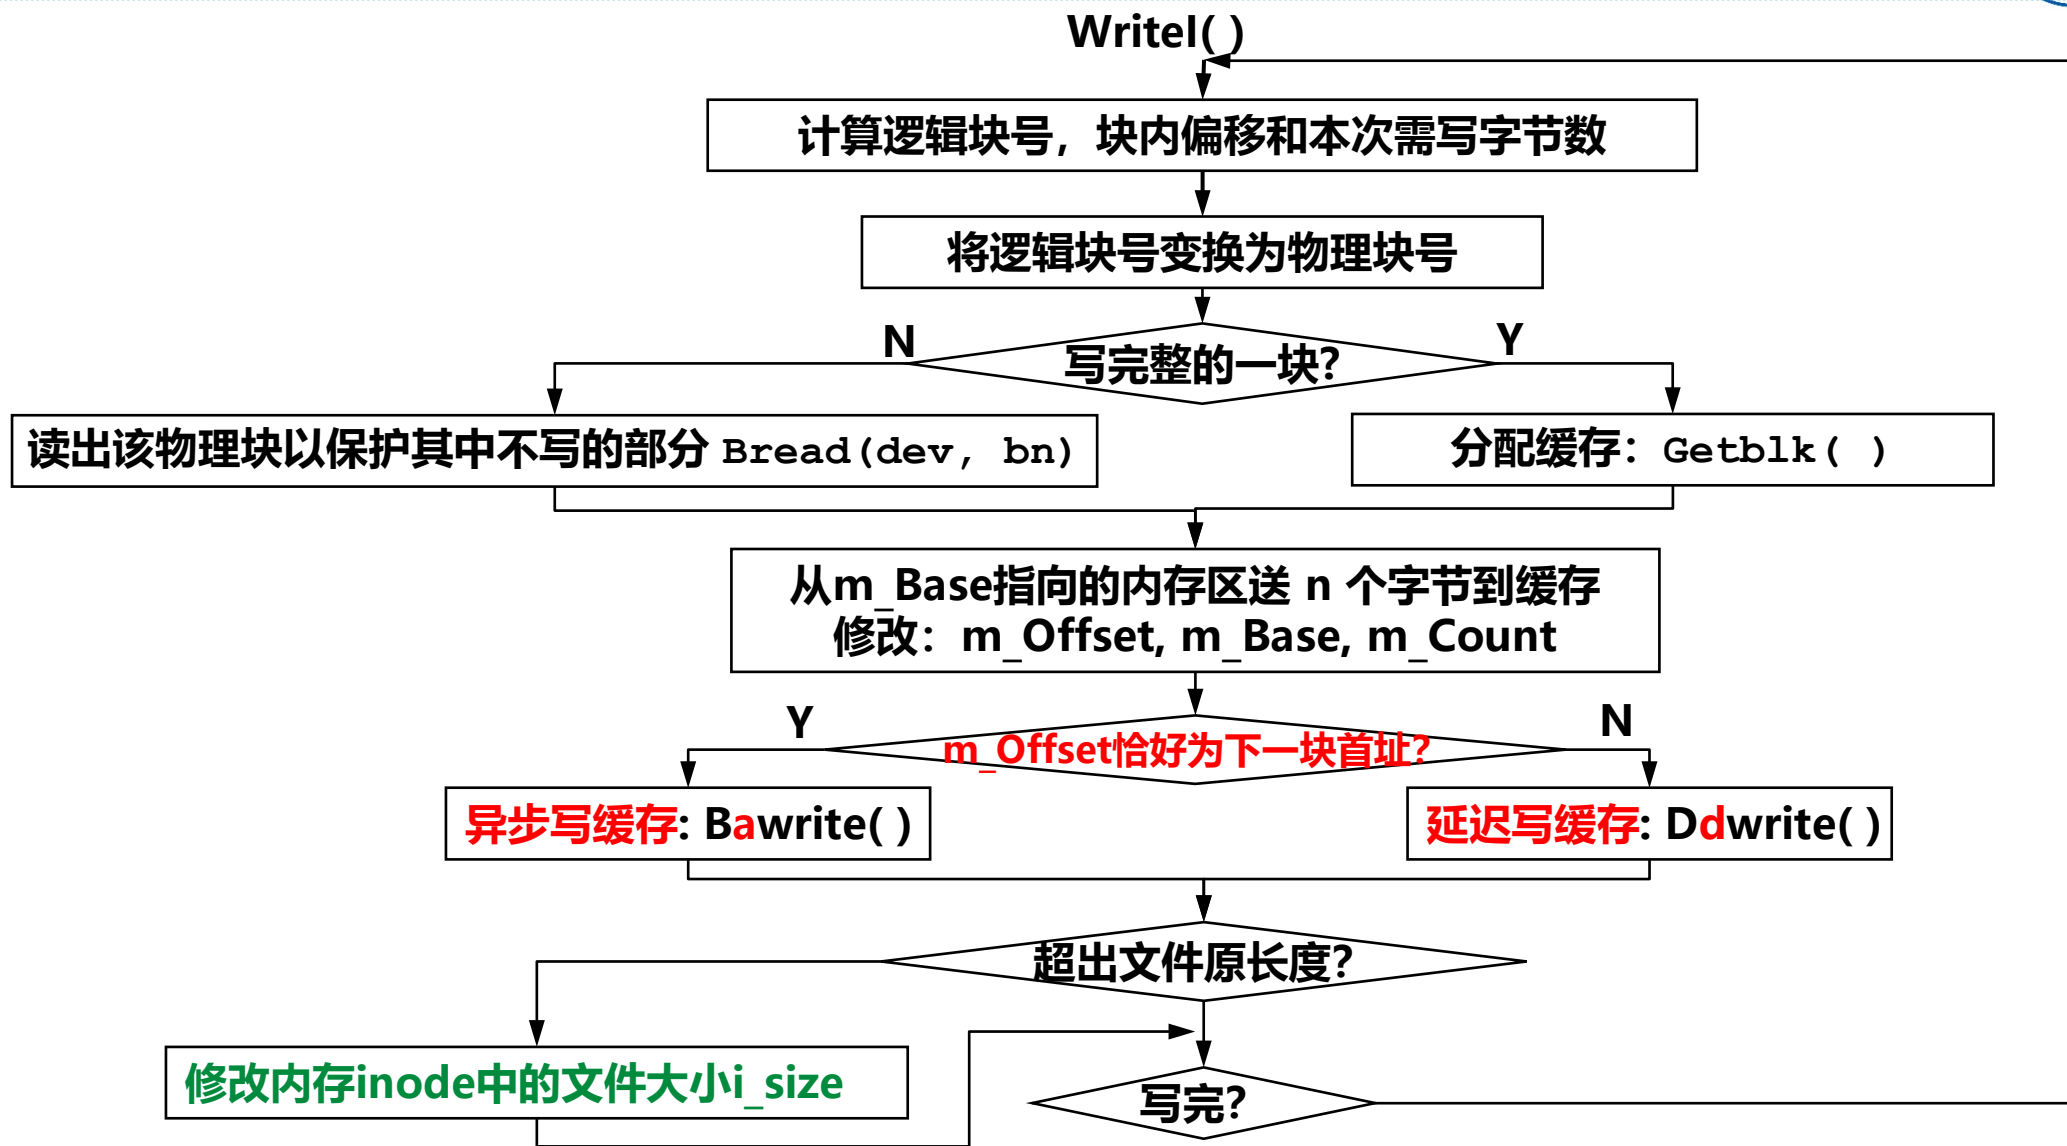 WriteI( )
计算逻辑块号，块内偏移和本次需写字节数
将逻辑块号变换为物理块号
N
写完整的一块？
Y
读出该物理块以保护其中不写的部分 Bread(dev, bn)
分配缓存：Getblk( )
从m_Base指向的内存区送 n 个字节到缓存
修改：m_Offset, m_Base, m_Count
Y
m_Offset恰好为下一块首址？
N
异步写缓存: Bawrite( )
延迟写缓存: Ddwrite( )
超出文件原长度？
修改内存inode中的文件大小i_size
写完？